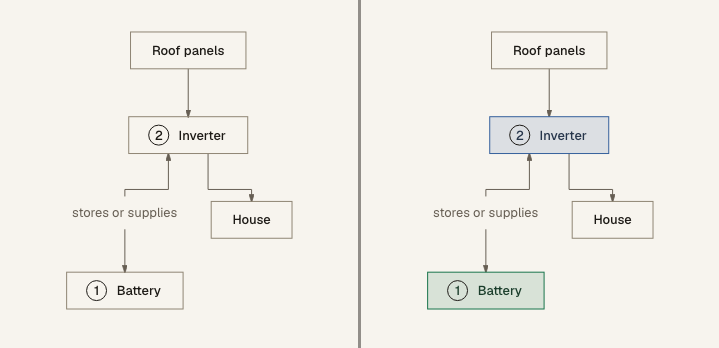 Roof panels
2 Inverter
stores or supplies
House
1 Battery
Roof panels
2 Inverter
stores or supplies
House
1 Battery